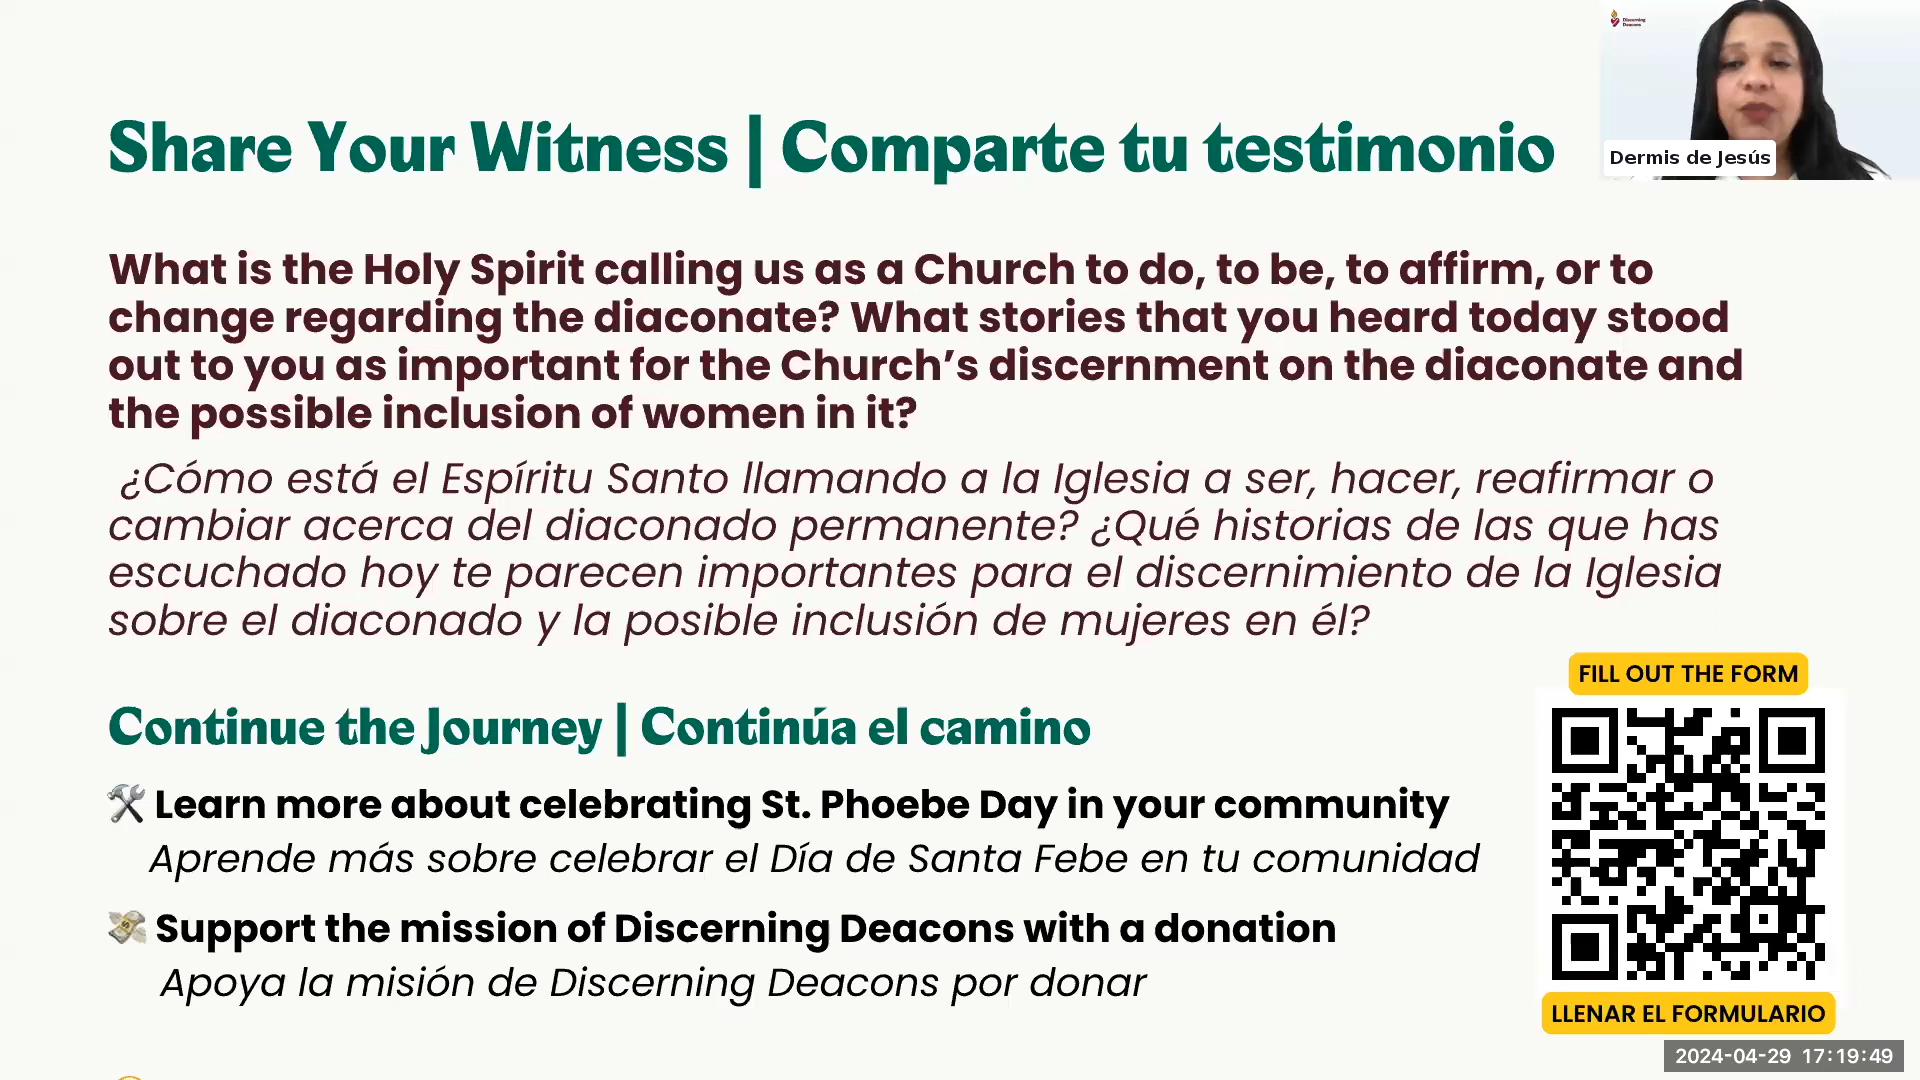 Discerning
Deacons
Dermis de Jesús
Share Your Witness | Comparte tu testimonio
What is the Holy Spirit calling us as a Church to do, to be, to affirm, or to
change regarding the diaconate? What stories that you heard today stood
out to you as important for the Church’s discernment on the diaconate and
the possible inclusion of women in it?
¿Cómo está el Espíritu Santo llamando a la Iglesia a ser, hacer, reafirmar o
cambiar acerca del diaconado permanente? ¿Qué historias de las que has
escuchado hoy te parecen importantes para el discernimiento de la Iglesia
sobre el diaconado y la posible inclusión de mujeres en él?
Continue the Journey | Continúa el camino
Learn more about celebrating St. Phoebe Day in your community
Aprende más sobre celebrar el Día de Santa Febe en tu comunidad
Support the mission of Discerning Deacons with a donation
Apoya la misión de Discerning Deacons por donar
FILL OUT THE FORM
LLENAR EL FORMULARIO
2024-04-29 17:19:49